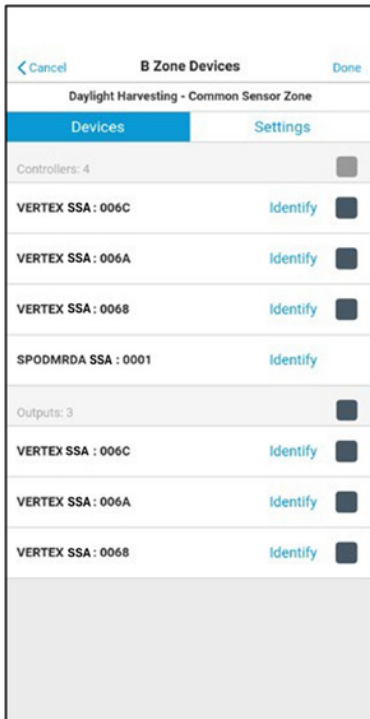 Cancel B Zone Devices Done
Daylight Harvesting - Common Sensor Zone
Devices Settings
Controllers: 4
VERTEX SSA : 006C Identify
VERTEX SSA : 006A Identify
VERTEX SSA : 0068 Identify
SPODMRDA SSA : 0001 Identify
Outputs: 3
VERTEX SSA : 006C Identify
VERTEX SSA : 006A Identify
VERTEX SSA : 0068 Identify